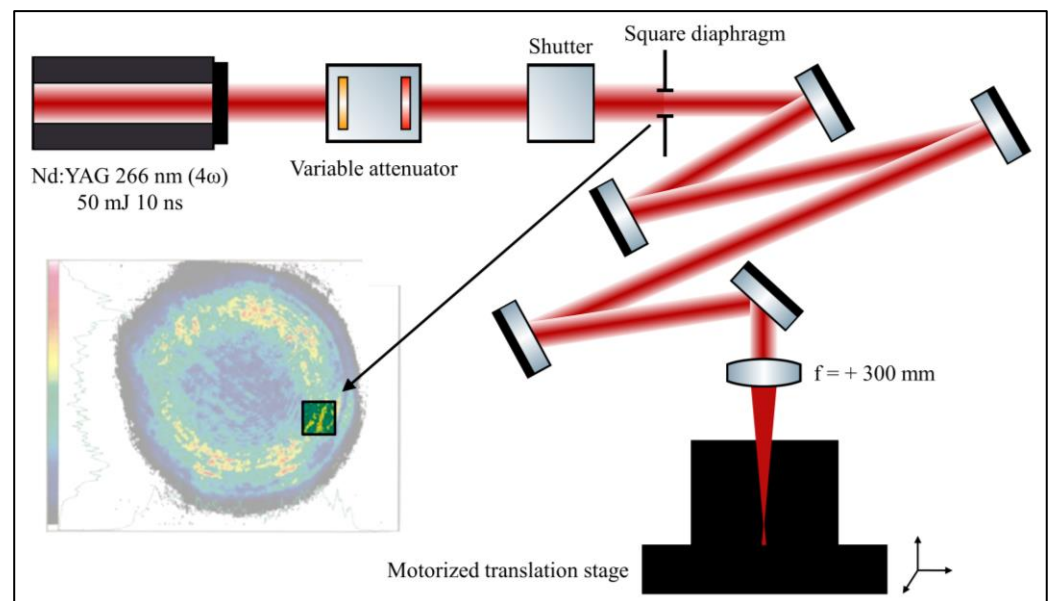 Square diaphragm
Shutter
Variable attenuator
Nd:YAG 266 nm (4ω)
50 mJ 10 ns
f = + 300 mm
Motorized translation stage